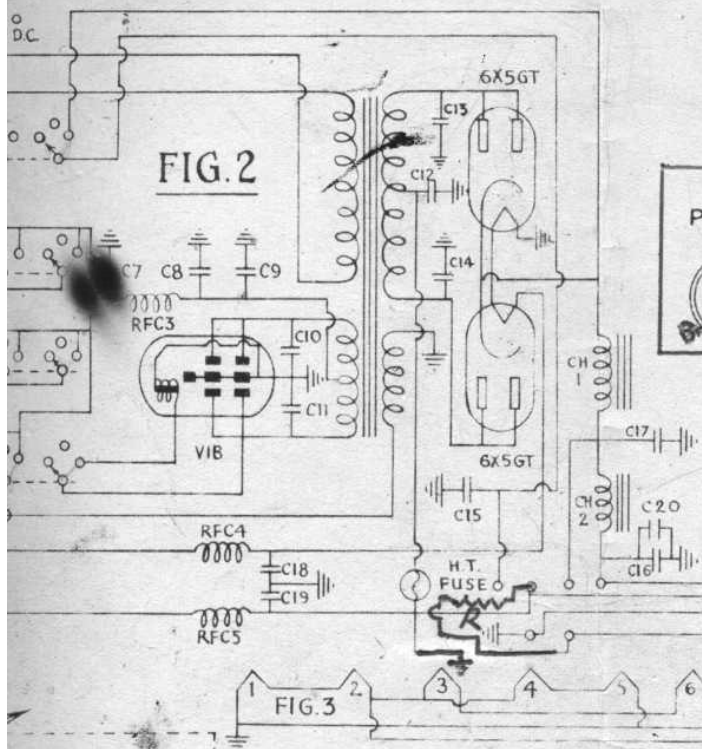 D.C.
6X5GT
C13
FIG.2
C12
P
C7
C8
C9
C14
RFC3
C10
CH
1
C11
VIB
6X5GT
C17
C15
CH
2
C20
RFC4
C18
H.T.
FUSE
C16
C19
R
RFC5
1
2
3
4
5
6
FIG.3